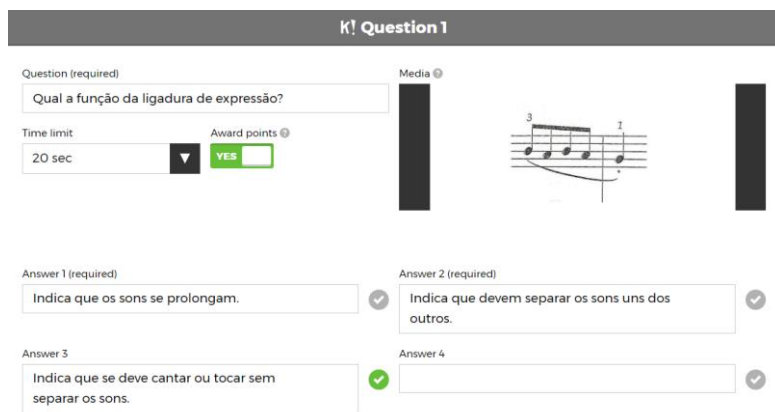 K! Question 1
Question (required)
Qual a função da ligadura de expressão?
Time limit
20 sec
Award points
YES
Media
3
1
Answer 1 (required)
Indica que os sons se prolongam.
Answer 2 (required)
Indica que devem separar os sons uns dos
outros.
Answer 3
Indica que se deve cantar ou tocar sem
separar os sons.
Answer 4